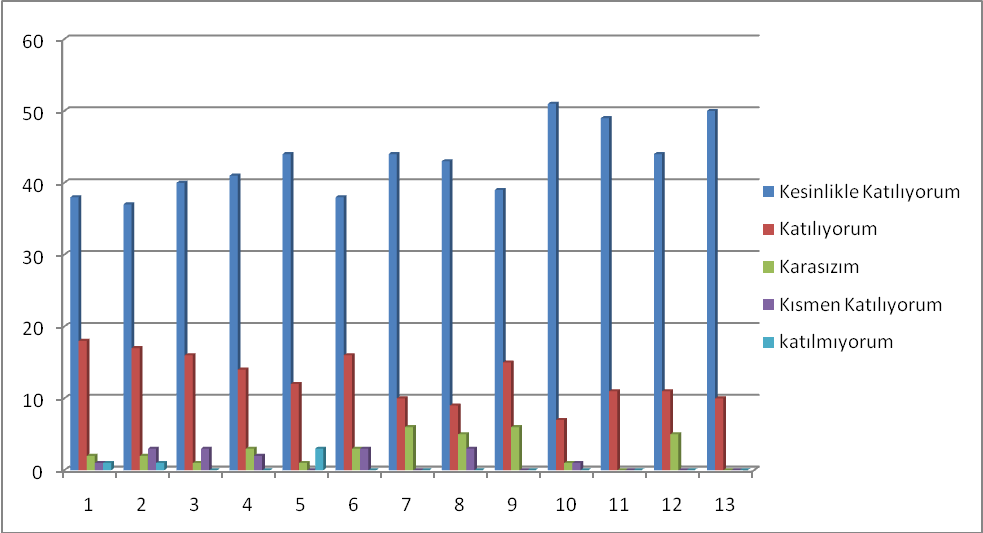 60
50
40
30
20
10
0
1 2 3 4 5 6 7 8 9 10 11 12 13
Kesinlikle Katılıyorum
Katılıyorum
Karasızım
Kısmen Katılıyorum
katılmıyorum